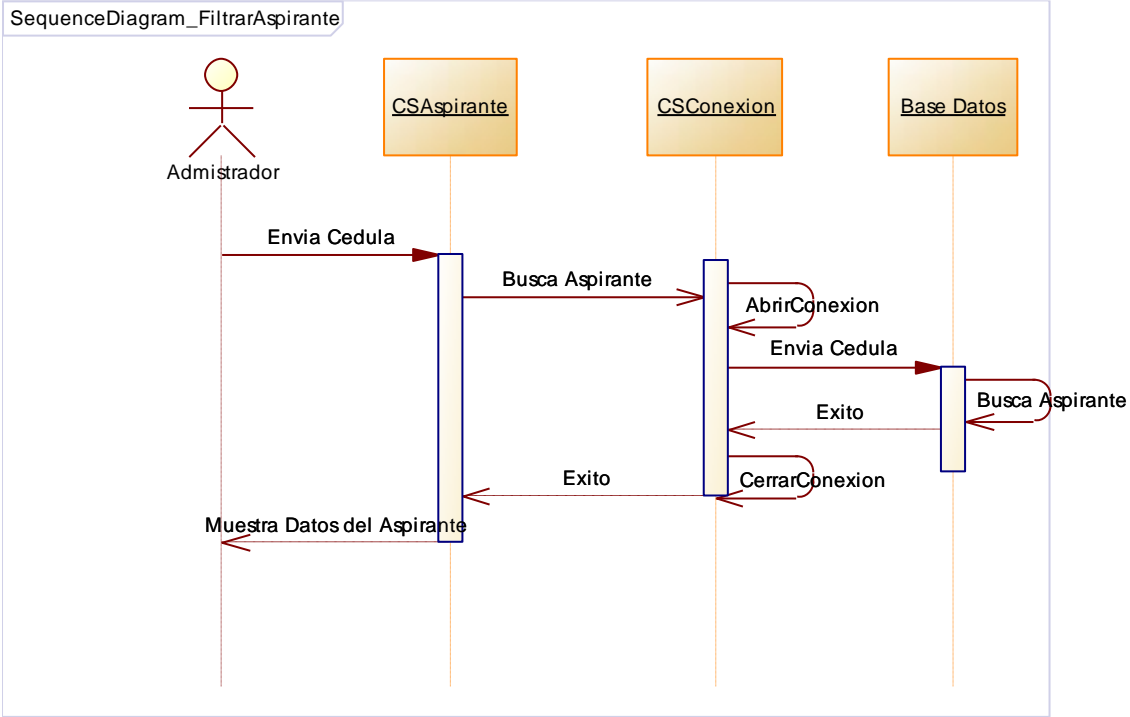 SequenceDiagram_FiltrarAspirante
CSAspirante
CSConexion
Base Datos
Admistrador
Envia Cedula
Busca Aspirante
AbrirConexion
Envia Cedula
Busca Aspirante
Exito
CerrarConexion
Exito
Muestra Datos del Aspirante